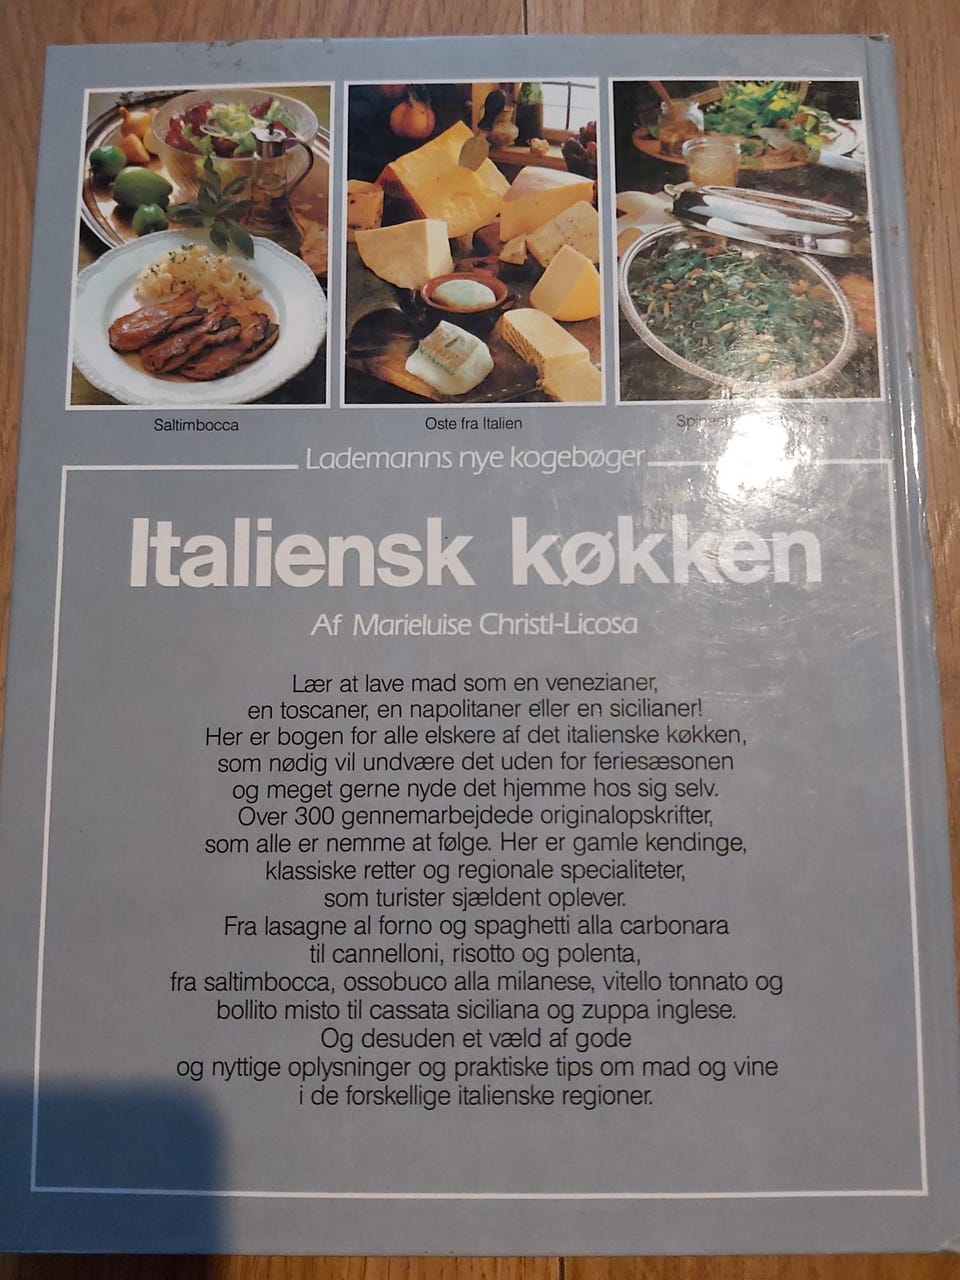 Saltimbocca
Oste fra Italien
Lademanns nye kogebøger
Italiensk køkken
Af Marieluise Christl-Licosa
Lær at lave mad som en venezianer,
en toscaner, en napolitaner eller en sicilianer!
Her er bogen for alle elskere af det italienske køkken,
som nødig vil undvære det uden for feriesæsonen
og meget gerne nyde det hjemme hos sig selv.
Over 300 gennemarbejdede originalopskrifter,
som alle er nemme at følge. Her er gamle kendinge,
klassiske retter og regionale specialiteter,
som turister sjældent oplever.
Fra lasagne al forno og spaghetti alla carbonara
til cannelloni, risotto og polenta,
fra saltimbocca, ossobuco alla milanese, vitello tonnato og
bollito misto til cassata siciliana og zuppa inglese.
Og desuden et væld af gode
og nyttige oplysninger og praktiske tips om mad og vine
i de forskellige italienske regioner.